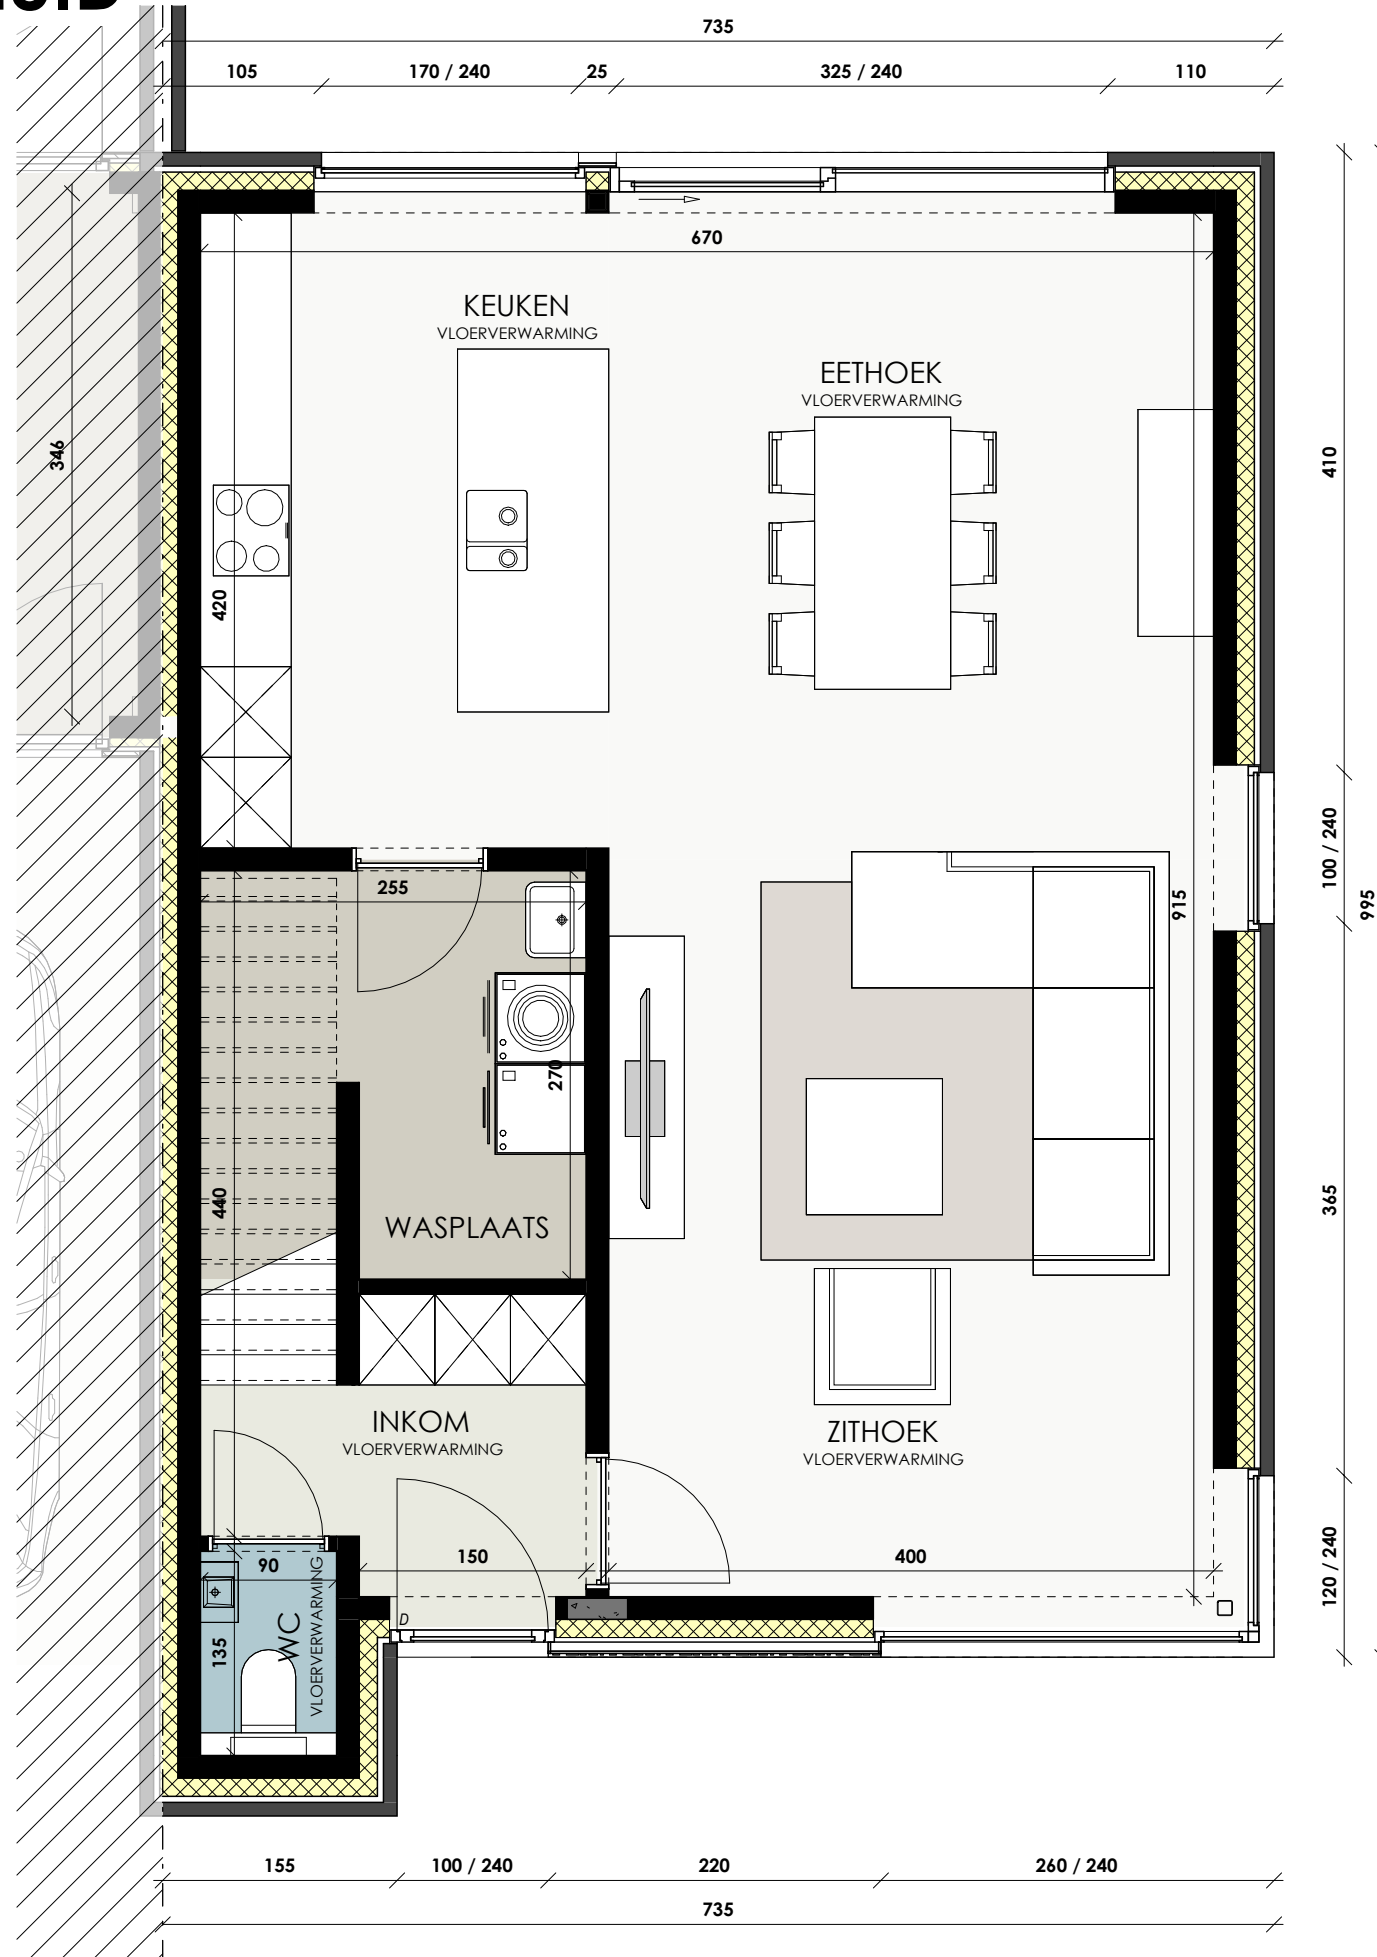 735
105
170 / 240
25
325 / 240
110
670
KEUKEN
VLOERVERWARMING
EETHOEK
VLOERVERWARMING
346
410
420
100 / 240
995
255
915
270
440
365
WASPLAATS
INKOM
VLOERVERWARMING
ZITHOEK
VLOERVERWARMING
90
150
400
120 / 240
WC
VLOERVERWARMING
135
D
155
100 / 240
220
260 / 240
735